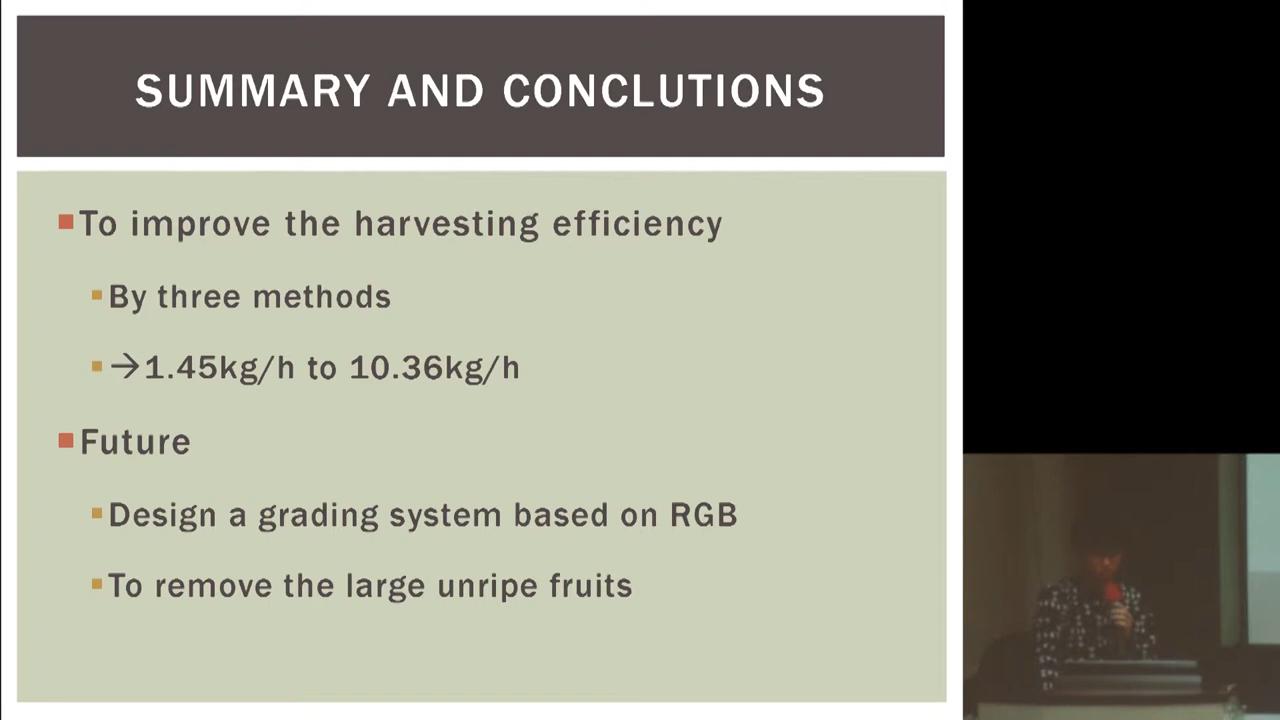 SUMMARY AND CONCLUTIONS
To improve the harvesting efficiency
By three methods
→1.45kg/h to 10.36kg/h
Future
Design a grading system based on RGB
To remove the large unripe fruits